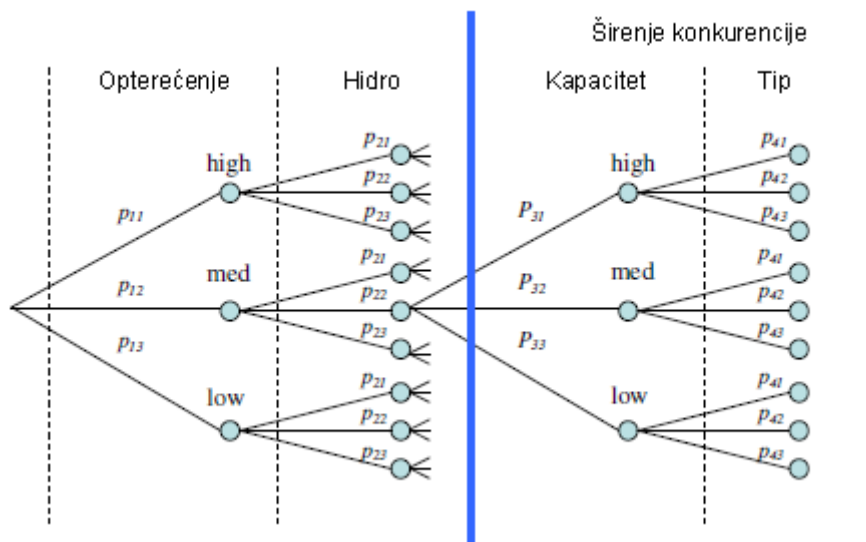 Širenje konkurencije
Opterećenje Hidro Kapacitet Tip
high p21 high p41
p22 p42
p11 p23 P31 p43
med p21 med p41
p12 p22 P32 p42
p13 p23 P33 p43
low p21 low p41
p22 p42
p23 p43